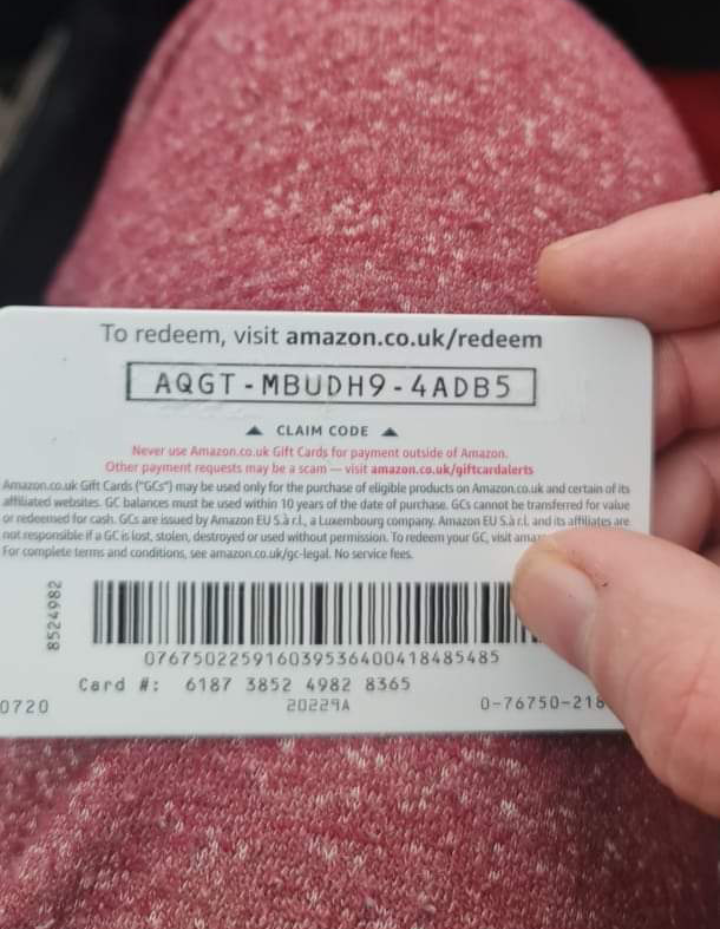 To redeem, visit amazon.co.uk/redeem
AQGT-MBUDH9-4ADB5
▲ CLAIM CODE ▲
Never use Amazon.co.uk Gift Cards for payment outside of Amazon.
Other payment requests may be a scam — visit amazon.co.uk/giftcardalerts
Amazon.co.uk Gift Cards ("GCs") may be used only for the purchase of eligible products on Amazon.co.uk and certain of its
affiliated websites. GC balances must be used within 10 years of the date of purchase. GCs cannot be transferred for value
or redeemed for cash. GCs are issued by Amazon EU S.à r.l., a Luxembourg company. Amazon EU S.à r.l. and its affiliates are
not responsible if a GC is lost, stolen, destroyed or used without permission. To redeem your GC, visit
For complete terms and conditions, see amazon.co.uk/gc-legal. No service fees.
8524982
076750225916039536400418485485
Card #: 6187 3852 4982 8365
0720 20229A 0-76750-218